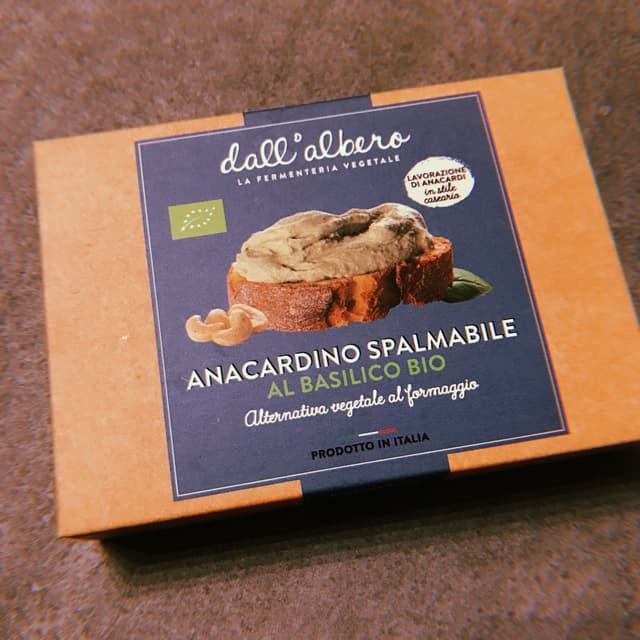 dall'albero
LA FERMENTERIA VEGETALE
LAVORAZIONE
DI ANACARDI
in stile
caseario
ANACARDINO SPALMABILE
AL BASILICO BIO
Alternativa vegetale al formaggio
PRODOTTO IN ITALIA